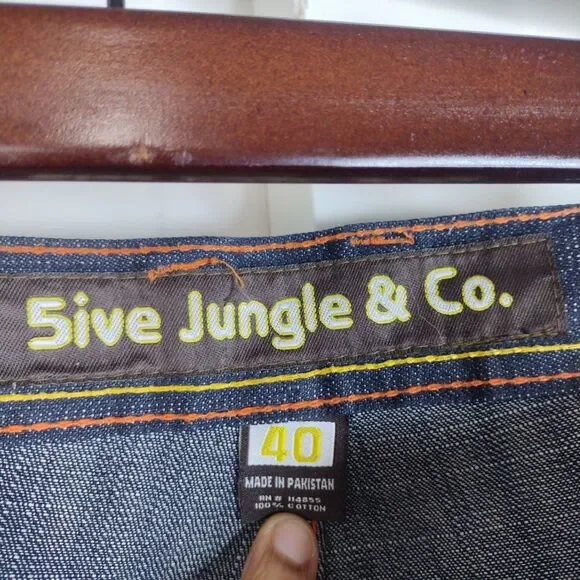 5ive Jungle & Co.
40
MADE IN PAKISTAN
RN # 114855
100% COTTON